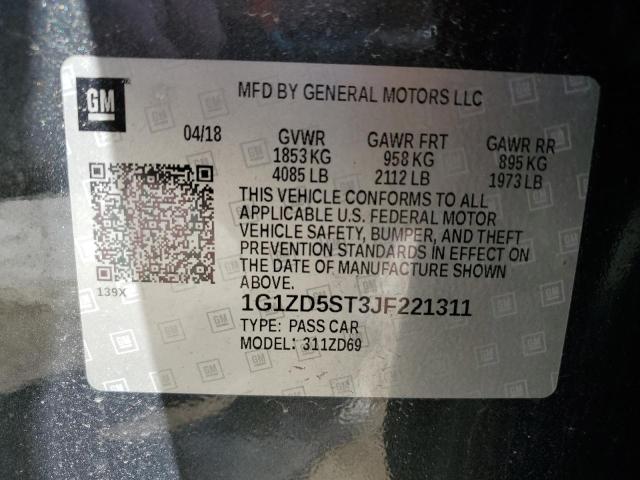 GM
MFD BY GENERAL MOTORS LLC
04/18 GVWR GAWR FRT GAWR RR
1853 KG 958 KG 895 KG
4085 LB 2112 LB 1973 LB
THIS VEHICLE CONFORMS TO ALL
APPLICABLE U.S. FEDERAL MOTOR
VEHICLE SAFETY, BUMPER, AND THEFT
PREVENTION STANDARDS IN EFFECT ON
THE DATE OF MANUFACTURE SHOWN
ABOVE.
139X
1G1ZD5ST3JF221311
TYPE: PASS CAR
MODEL: 311ZD69